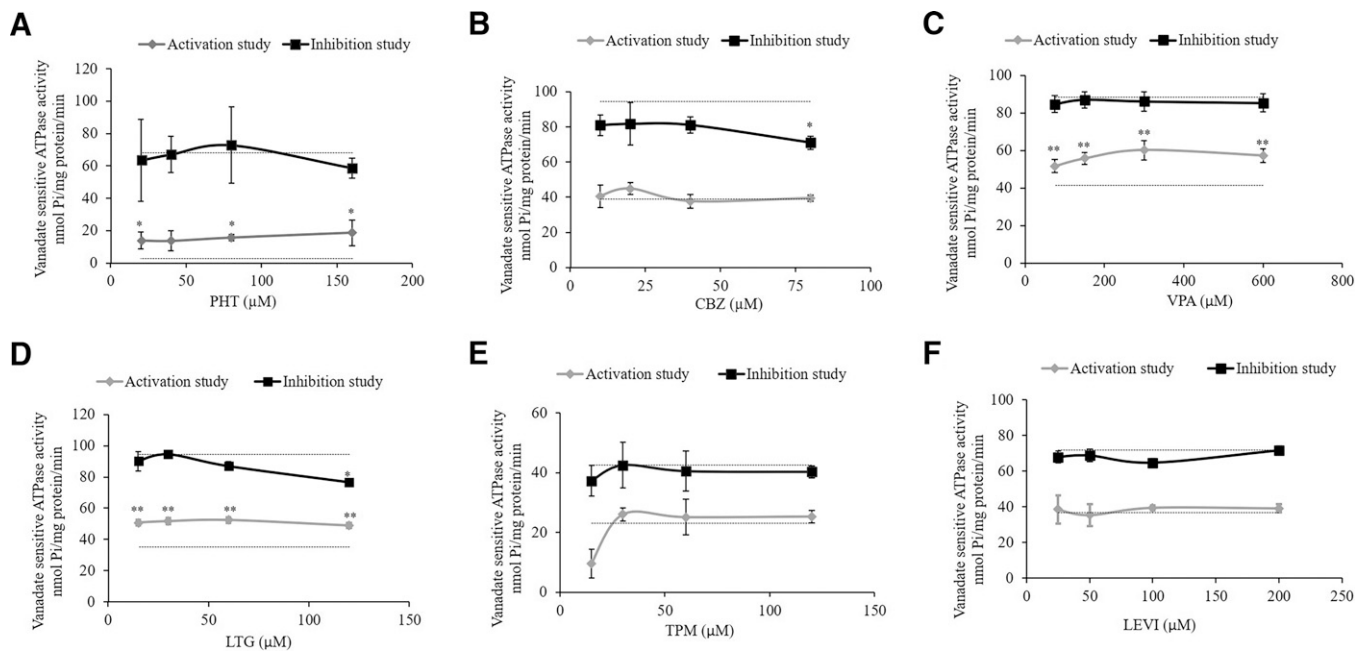 A
Activation study
Inhibition study
Vanadate sensitive ATPase activity
nmol Pi/mg protein/min
120
100
80
60
40
20
0
*
*
*
0
50
100
150
200
PHT (µM)
B
Activation study
Inhibition study
Vanadate sensitive ATPase activity
nmol Pi/mg protein/min
100
80
60
40
20
0
*
0
25
50
75
100
CBZ (µM)
C
Activation study
Inhibition study
Vanadate sensitive ATPase activity
nmol Pi/mg protein/min
100
80
60
40
20
0
**
**
**
**
0
200
400
600
800
VPA (µM)
D
Activation study
Inhibition study
Vanadate sensitive ATPase activity
nmol Pi/mg protein/min
120
100
80
60
40
20
0
*
**
**
**
**
0
50
100
150
LTG (µM)
E
Activation study
Inhibition study
Vanadate sensitive ATPase activity
nmol Pi/mg protein/min
60
40
20
0
0
50
100
150
TPM (µM)
F
Activation study
Inhibition study
Vanadate sensitive ATPase activity
nmol Pi/mg protein/min
100
80
60
40
20
0
0
50
100
150
200
250
LEVI (µM)